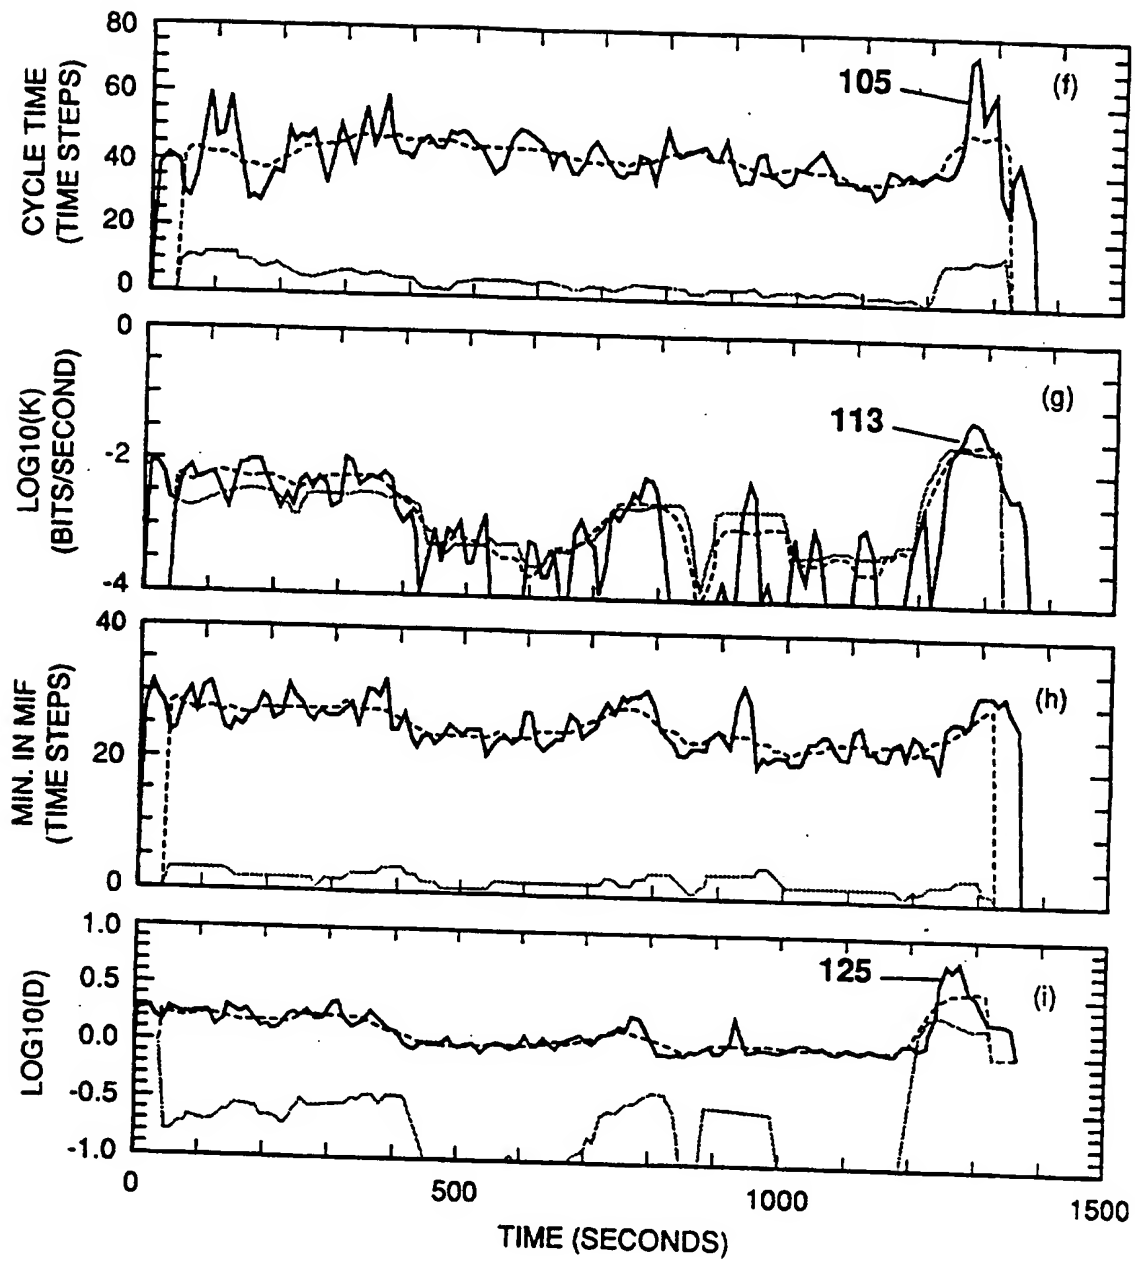 80
60
40
20
0
CYCLE TIME
(TIME STEPS)
105
(f)
0
-2
-4
LOG10(K)
(BITS/SECOND)
113
(g)
40
20
0
MIN. IN MIF
(TIME STEPS)
(h)
1.0
0.5
0.0
-0.5
-1.0
LOG10(D)
125
(i)
0
500
1000
1500
TIME (SECONDS)